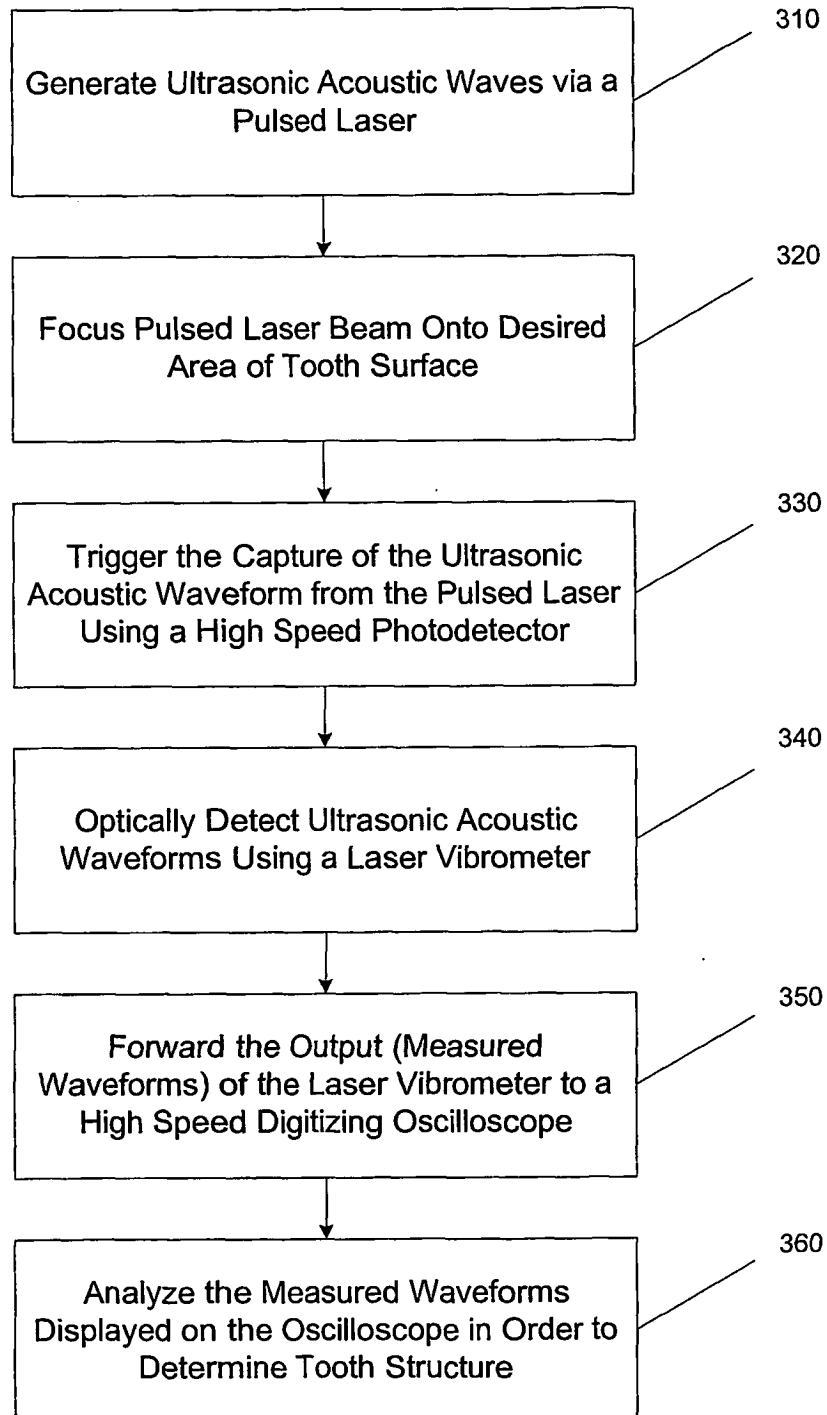 310
Generate Ultrasonic Acoustic Waves via a
Pulsed Laser
320
Focus Pulsed Laser Beam Onto Desired
Area of Tooth Surface
330
Trigger the Capture of the Ultrasonic
Acoustic Waveform from the Pulsed Laser
Using a High Speed Photodetector
340
Optically Detect Ultrasonic Acoustic
Waveforms Using a Laser Vibrometer
350
Forward the Output (Measured
Waveforms) of the Laser Vibrometer to a
High Speed Digitizing Oscilloscope
360
Analyze the Measured Waveforms
Displayed on the Oscilloscope in Order to
Determine Tooth Structure